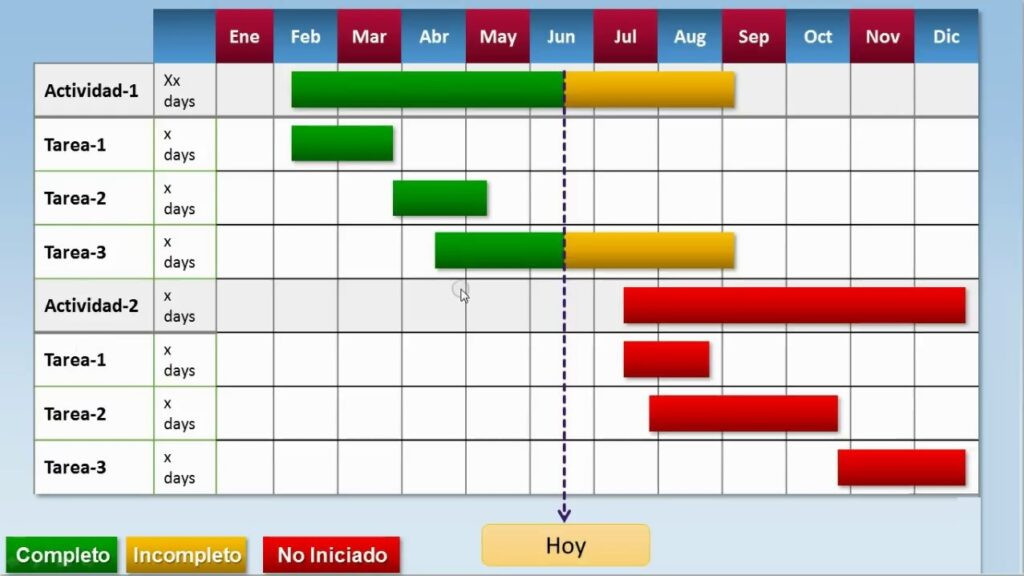 Ene Feb Mar Abr May Jun Jul Aug Sep Oct Nov Dic
Actividad-1 Xx
days
Tarea-1 x
days
Tarea-2 x
days
Tarea-3 x
days
Actividad-2 x
days
Tarea-1 x
days
Tarea-2 x
days
Tarea-3 x
days
Hoy
Completo Incompleto No Iniciado